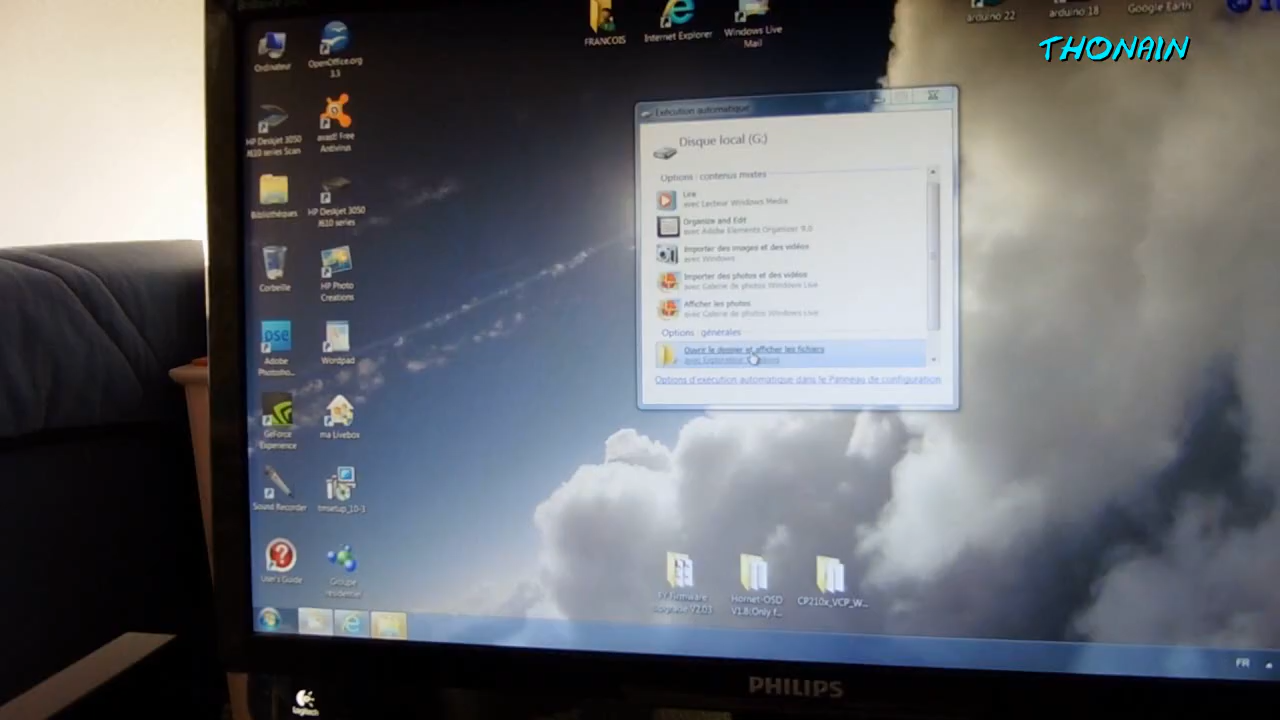 THONAIN
FRANCOIS
Internet Explorer
Windows Live
Mail
arduino 22
arduino 18
Google Earth
Ordinateur
OpenOffice.org
3.3
HP Deskjet 3050
J610 series Scan
avast! Free
Antivirus
Bibliothèques
HP Deskjet 3050
J610 series
Corbeille
HP Photo
Creations
Adobe
Photosho...
Wordpad
GeForce
Experience
ma Livebox
Sound Recorder
User's Guide
Groupe
résidentiel
Exécution automatique
Disque local (G:)
Options : contenus mixtes
Lire
avec Lecteur Windows Media
Organize and Edit
avec Adobe Elements Organizer 9.0
Importer des images et des vidéos
avec Windows
Importer des photos et des vidéos
avec Galerie de photos Windows Live
Afficher les photos
avec Galerie de photos Windows Live
Options : générales
Ouvrir le dossier et afficher les fichiers
avec Explorateur
Options d'exécution automatique dans le Panneau de configuration
Firmware
Upgrade-V2.03
Hornet-OSD
V1.8(Only f...
CP210x_VCP_W...
FR
PHILIPS
Logitech